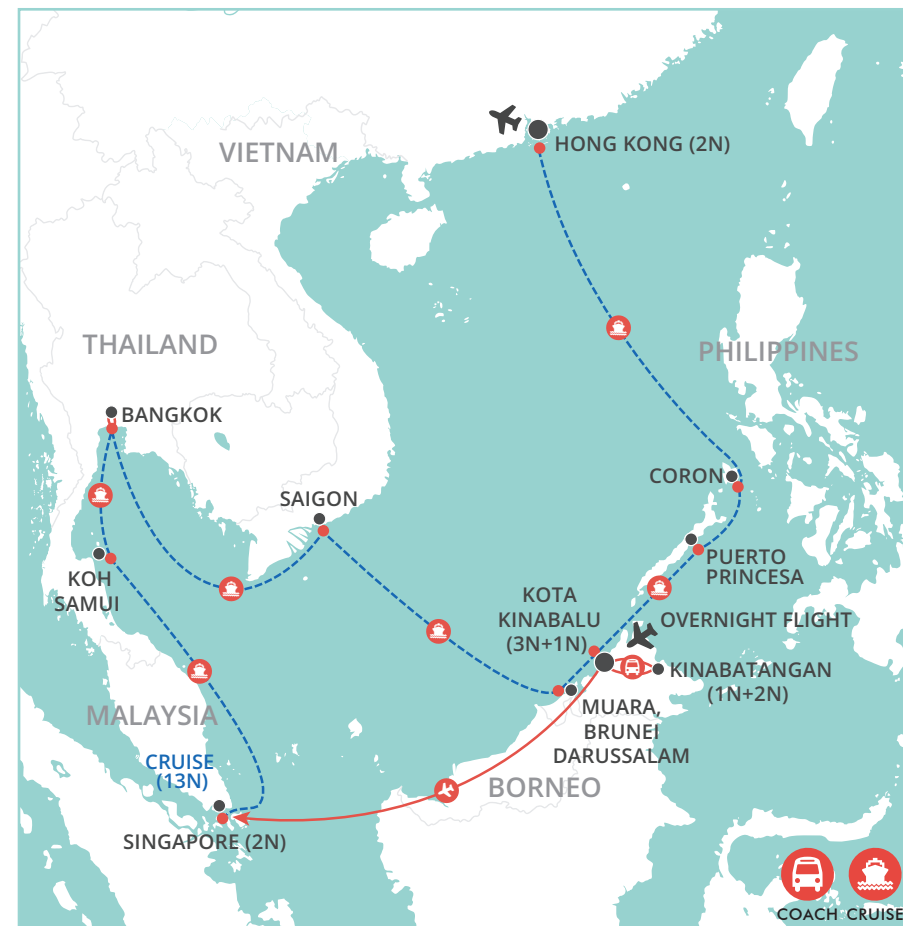 HONG KONG (2N)
VIETNAM
THAILAND
PHILIPPINES
BANGKOK
CORON
SAIGON
PUERTO
PRINCESA
KOH
SAMUI
KOTA
KINABALU
(3N+1N)
OVERNIGHT FLIGHT
KINABATANGAN
(1N+2N)
MALAYSIA
MUARA,
BRUNEI
DARUSSALAM
CRUISE
(13N)
BORNEO
SINGAPORE (2N)
COACH CRUISE